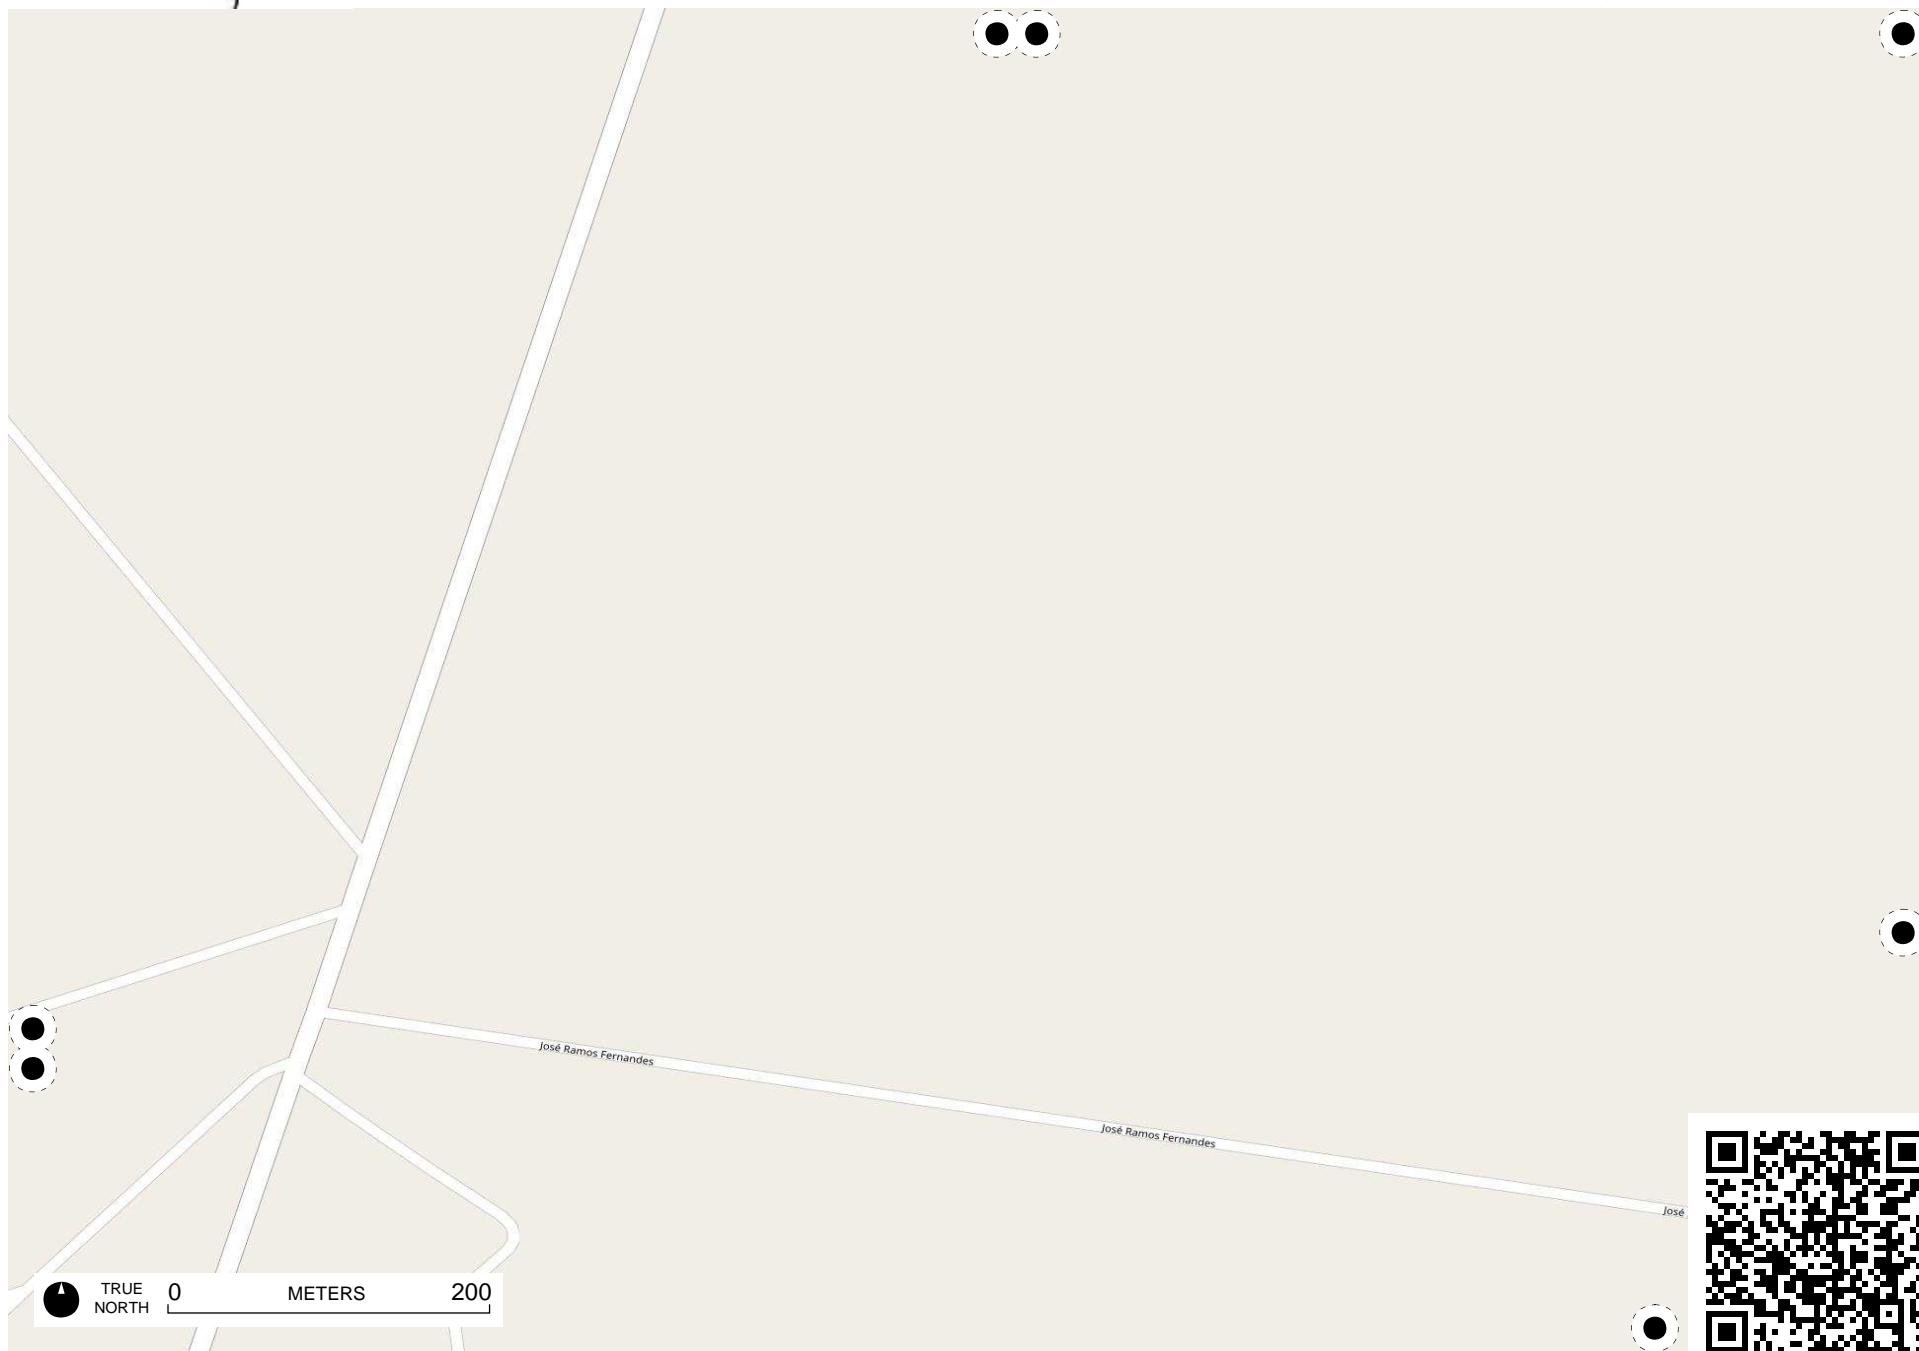 José Ramos Fernandes
José Ramos Fernandes
José
TRUE
NORTH
0 METERS 200